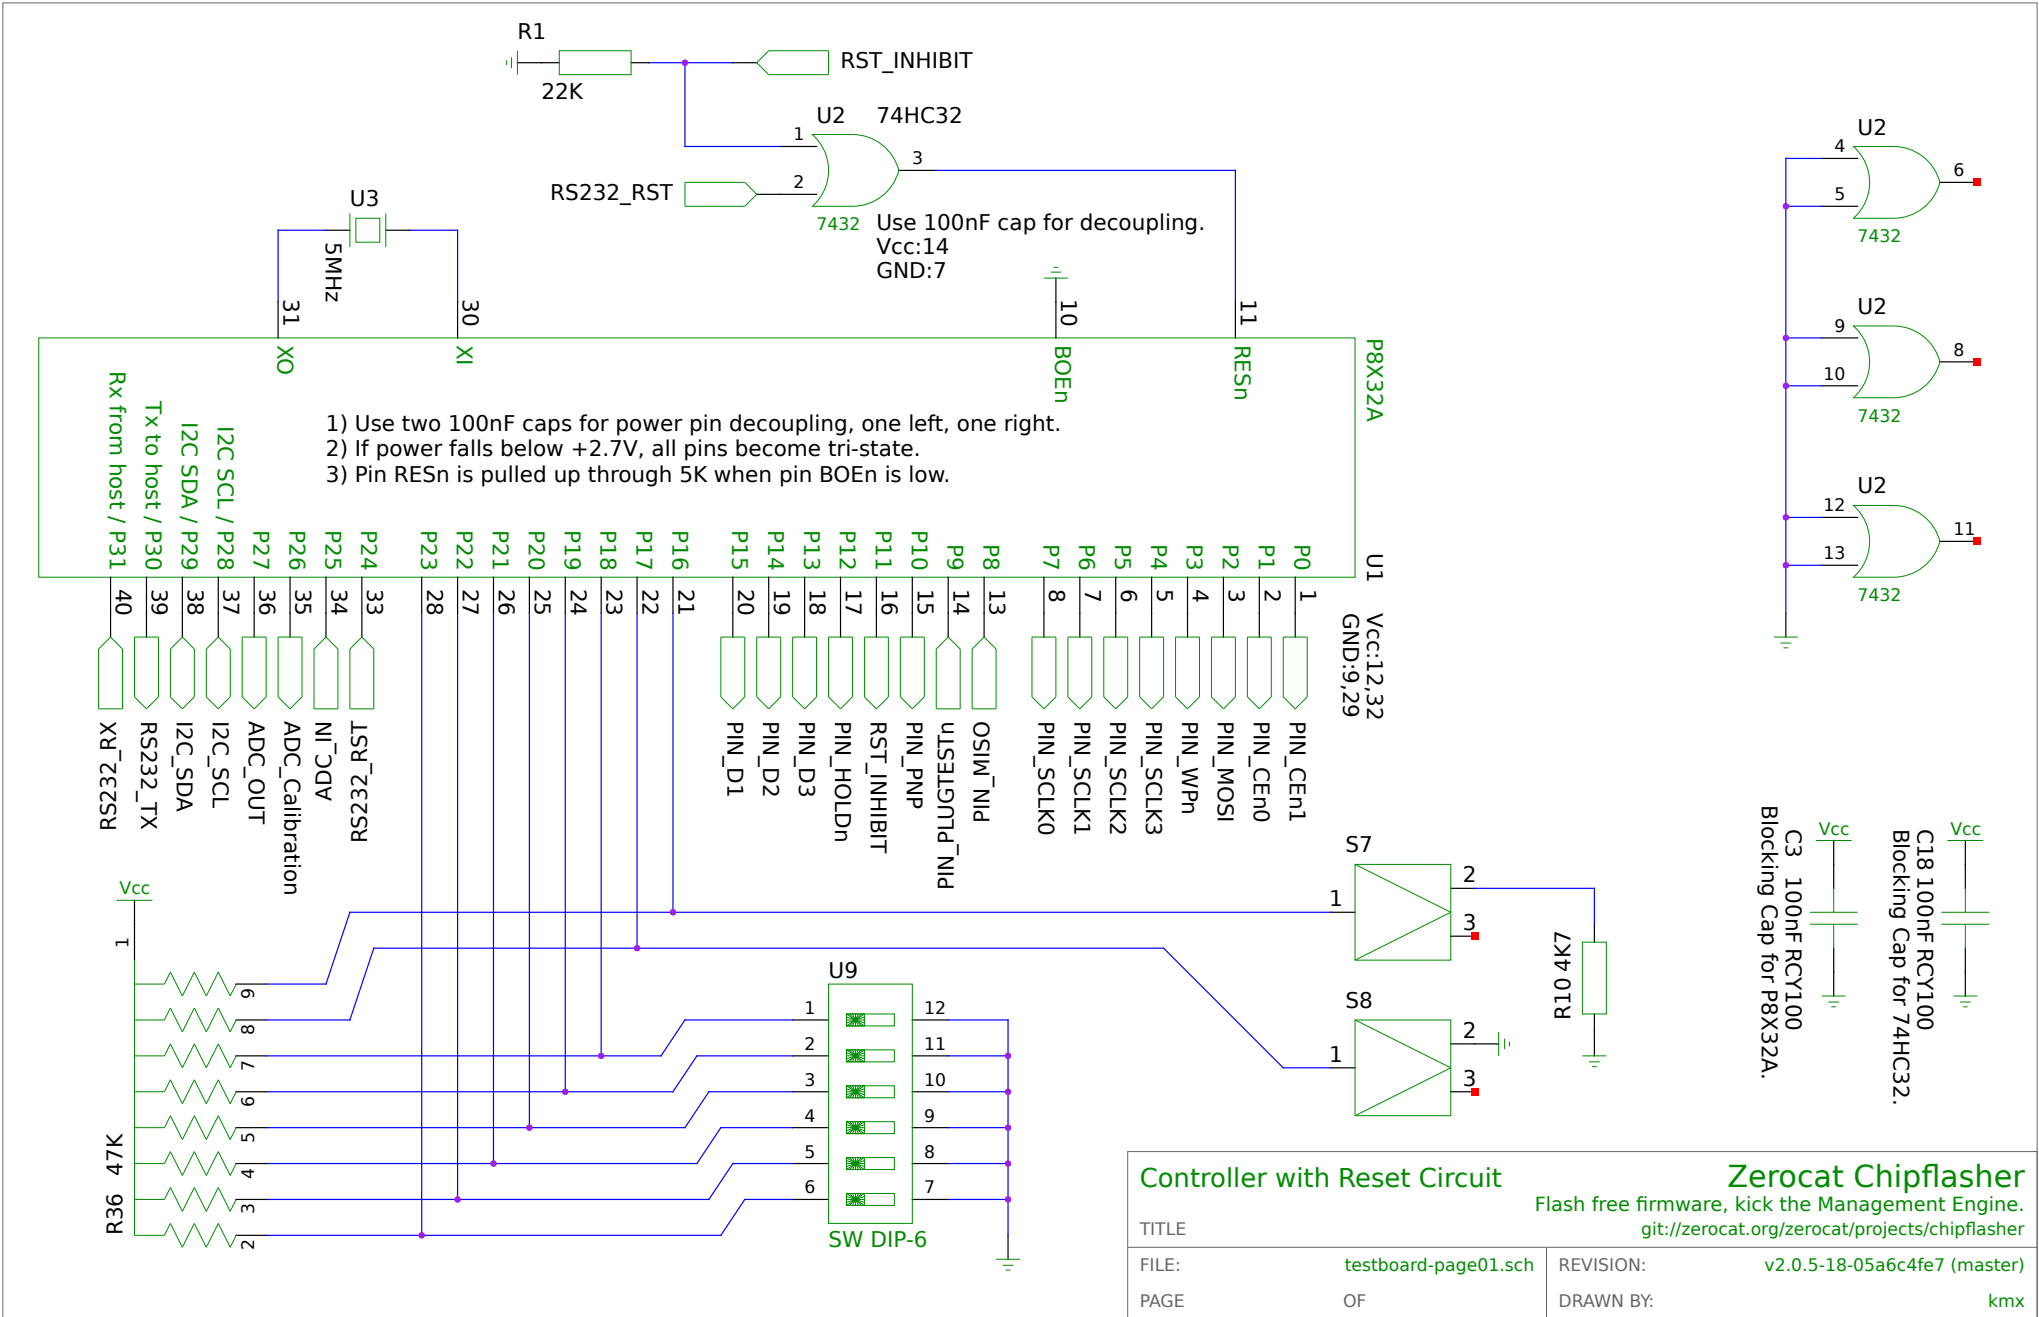 R1
22K
RST_INHIBIT
U2 74HC32
1
2
3
RS232_RST
7432
Use 100nF cap for decoupling.
Vcc:14
GND:7
U3
5MHz
31
30
10
11
XO
XI
BOEn
RESn
P8X32A
1) Use two 100nF caps for power pin decoupling, one left, one right.
2) If power falls below +2.7V, all pins become tri-state.
3) Pin RESn is pulled up through 5K when pin BOEn is low.
Rx from host / P31
Tx to host / P30
I2C SDA / P29
I2C SCL / P28
P27
P26
P25
P24
P23
P22
P21
P20
P19
P18
P17
P16
P15
P14
P13
P12
P11
P10
P9
P8
P7
P6
P5
P4
P3
P2
P1
P0
U1
Vcc:12,32
GND:9,29
40
39
38
37
36
35
34
33
28
27
26
25
24
23
22
21
20
19
18
17
16
15
14
13
8
7
6
5
4
3
2
1
RS232_RX
RS232_TX
I2C_SDA
I2C_SCL
ADC_OUT
ADC_Calibration
ADC_IN
RS232_RST
PIN_D1
PIN_D2
PIN_D3
PIN_HOLDn
RST_INHIBIT
PIN_PNP
PIN_PLUGTESTn
PIN_MISO
PIN_SCLK0
PIN_SCLK1
PIN_SCLK2
PIN_SCLK3
PIN_WPn
PIN_MOSI
PIN_CEn0
PIN_CEn1
U2
4
5
6
7432
U2
9
10
8
7432
U2
12
13
11
7432
Vcc
1
9
8
7
6
5
4
3
2
R36 47K
U9
1
2
3
4
5
6
12
11
10
9
8
7
SW DIP-6
S7
1
2
3
S8
1
2
3
R10 4K7
Vcc
C3 100nF RCY100
Blocking Cap for P8X32A.
Vcc
C18 100nF RCY100
Blocking Cap for 74HC32.
Controller with Reset Circuit
Zerocat Chipflasher
Flash free firmware, kick the Management Engine.
TITLE
git://zerocat.org/zerocat/projects/chipflasher
FILE: testboard-page01.sch
REVISION: v2.0.5-18-05a6c4fe7 (master)
PAGE OF
DRAWN BY: kmx